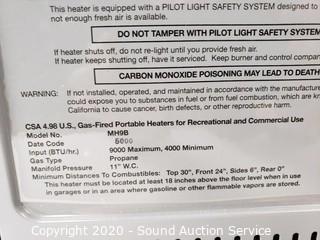 This heater is equipped with a PILOT LIGHT SAFETY SYSTEM designed to
not enough fresh air is available.
DO NOT TAMPER WITH PILOT LIGHT SAFETY SYSTEM
If heater shuts off, do not re-light until you provide fresh air.
If heater keeps shutting off, have it serviced. Keep burner and control compa
CARBON MONOXIDE POISONING MAY LEAD TO DEATH
WARNING: If not installed, operated, and maintained in accordance with the manufactur
could expose you to substances in fuel or from fuel combustion, which are kn
California to cause cancer, birth defects, or other reproductive harm.
CSA 4.98 U.S., Gas-Fired Portable Heaters for Recreational and Commercial Use
Model No. MH9B
Date Code
Input (BTU/hr.) 9000 Maximum, 4000 Minimum
Gas Type Propane
Manifold Pressure 11" W.C.
Minimum Distances To Combustibles: Top 30", Front 24", Sides 6", Rear 0"
This heater must be located at least 18 inches above the floor level when in use
in garages or in an area where gasoline or other flammable vapors are stored.
Copyright 2020 - Sound Auction Service